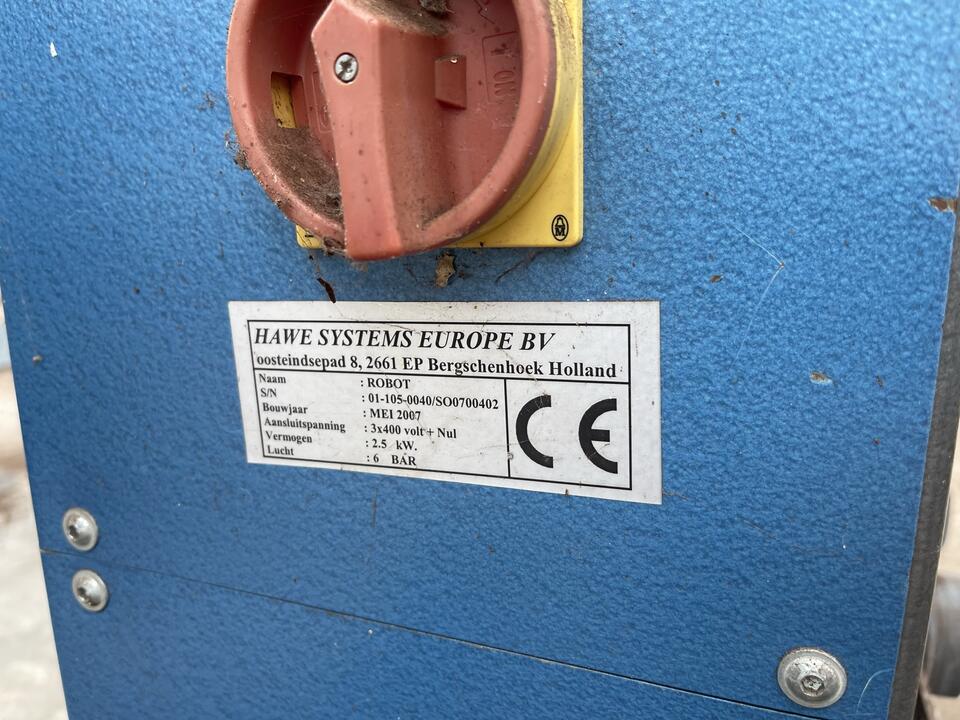 ON
M
HAWE SYSTEMS EUROPE BV
oosteindsepad 8, 2661 EP Bergschenhoek Holland
Naam : ROBOT
S/N : 01-105-0040/SO0700402
Bouwjaar : MEI 2007
Aansluitspanning : 3x400 volt + Nul
Vermogen : 2.5 kW.
Lucht : 6 BAR
CE